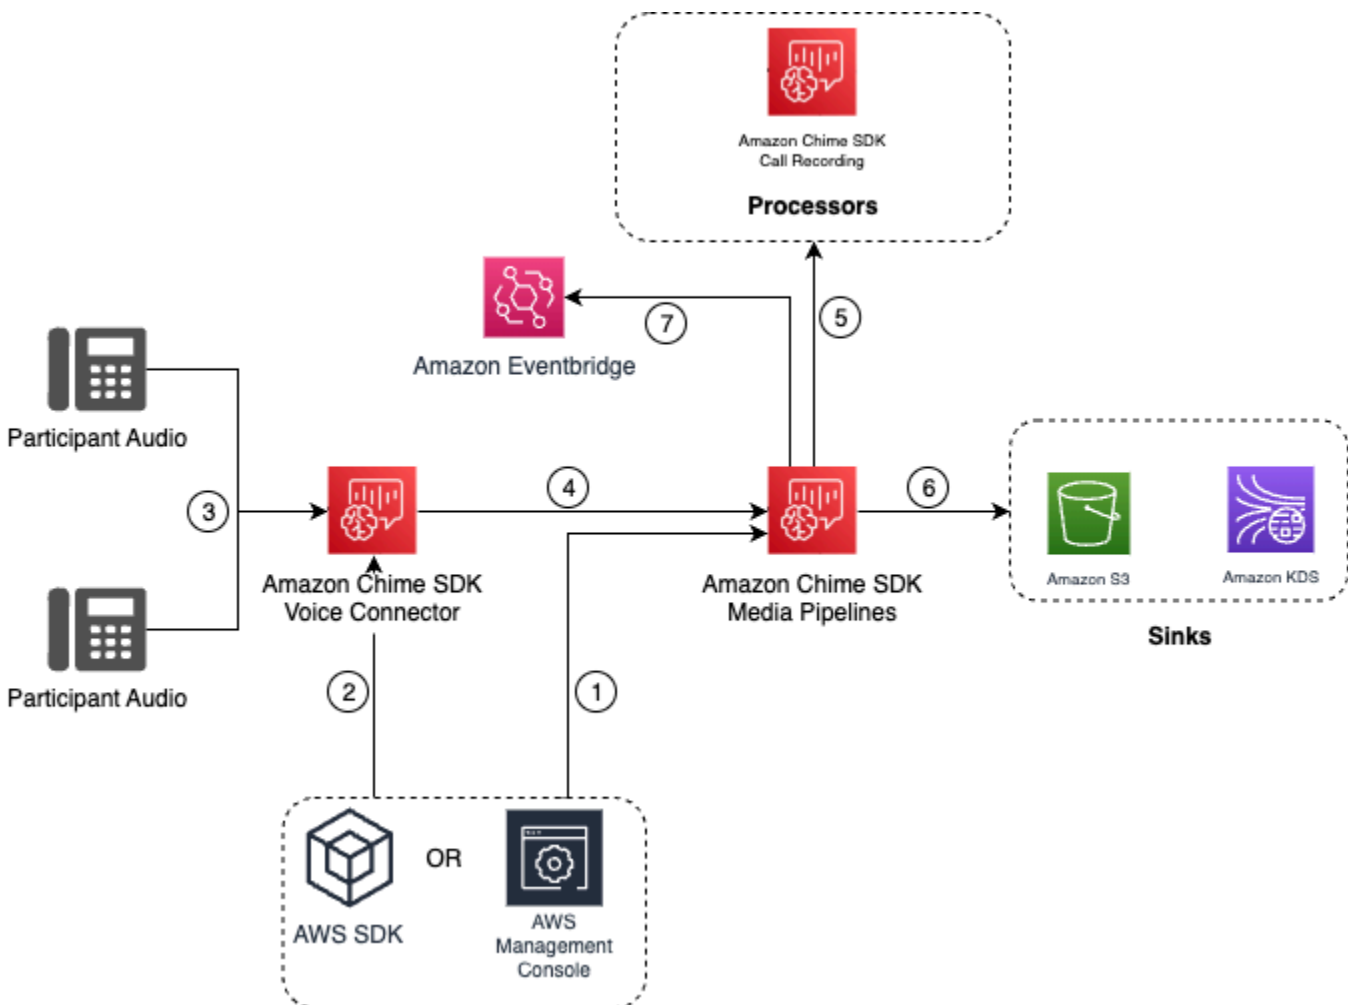 Amazon Chime SDK
Call Recording
Processors
7
5
Amazon Eventbridge
Participant Audio
3
4
6
Amazon Chime SDK
Voice Connector
Amazon Chime SDK
Media Pipelines
Amazon S3
Amazon KDS
Sinks
Participant Audio
2
1
OR
AWS SDK
AWS
Management
Console